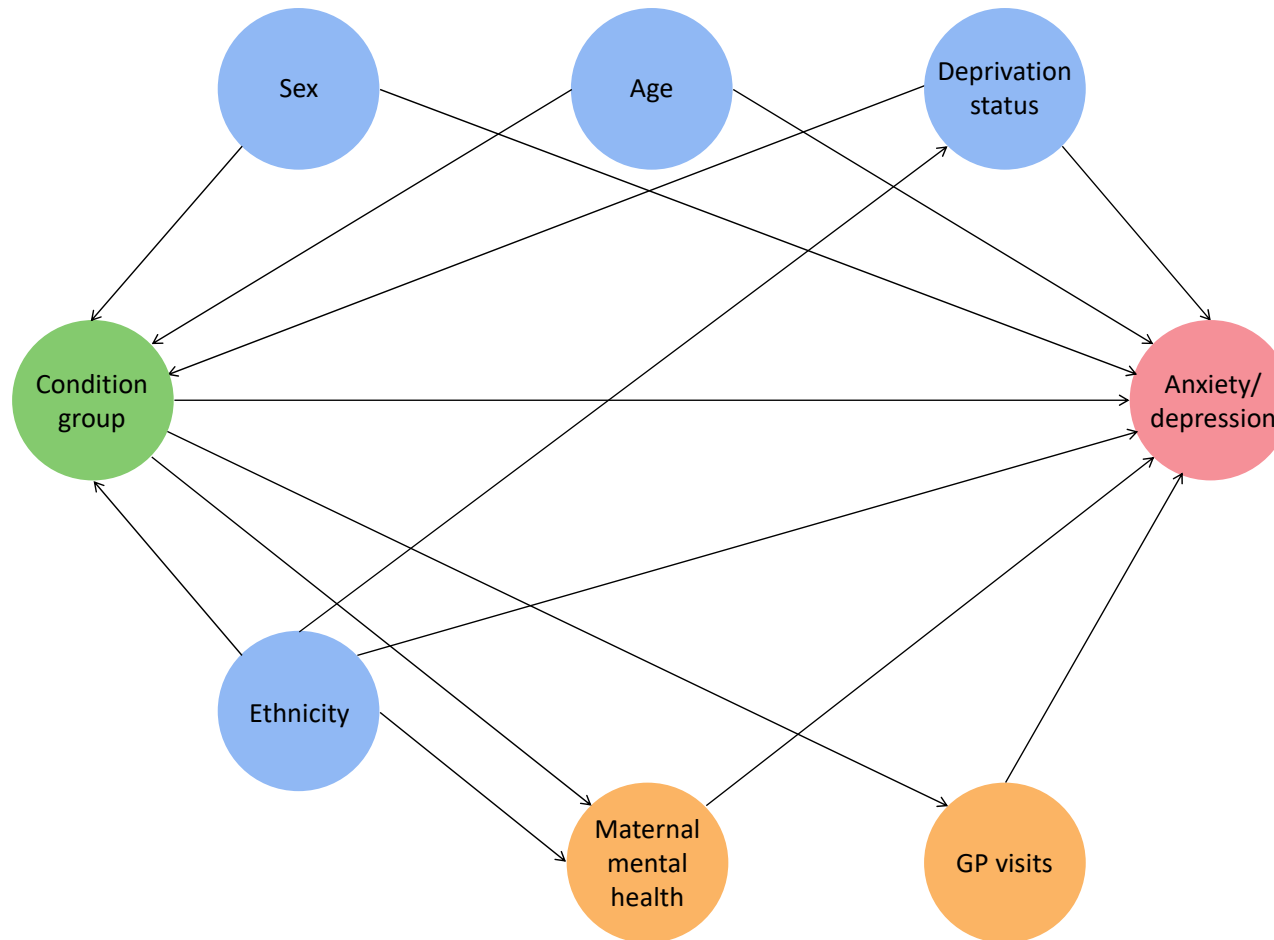 Sex
Age
Deprivation
status
Condition
group
Anxiety/
depression
Ethnicity
Maternal
mental
health
GP visits